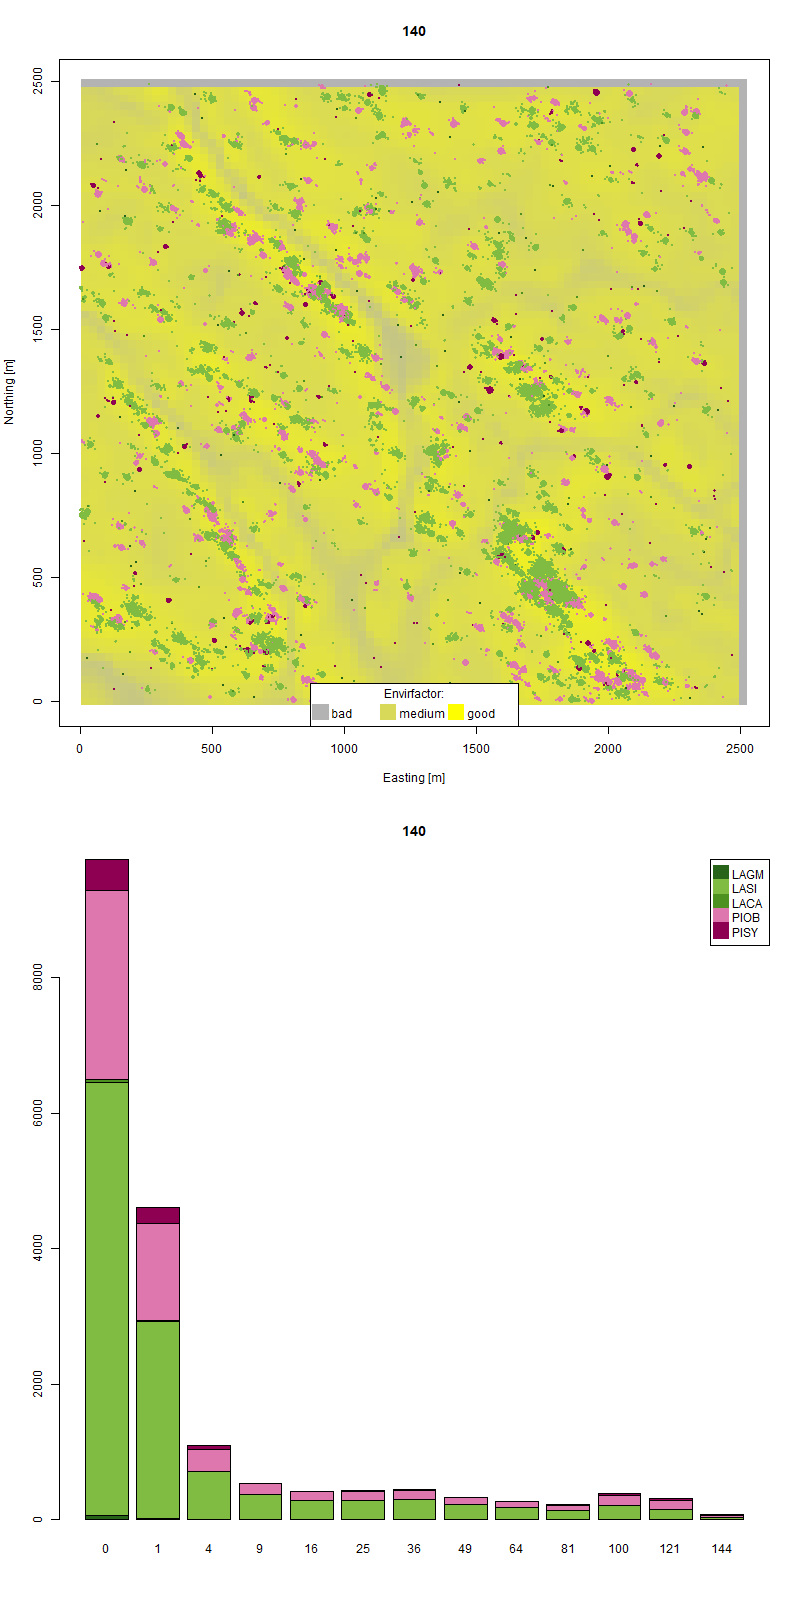 140
2500
2000
1500
1000
500
0
Northing [m]
Envirfactor:
bad medium good
0 500 1000 1500 2000 2500
Easting [m]
140
LAGM
LASI
LACA
PIOB
PISY
8000
6000
4000
2000
0
0 1 4 9 16 25 36 49 64 81 100 121 144